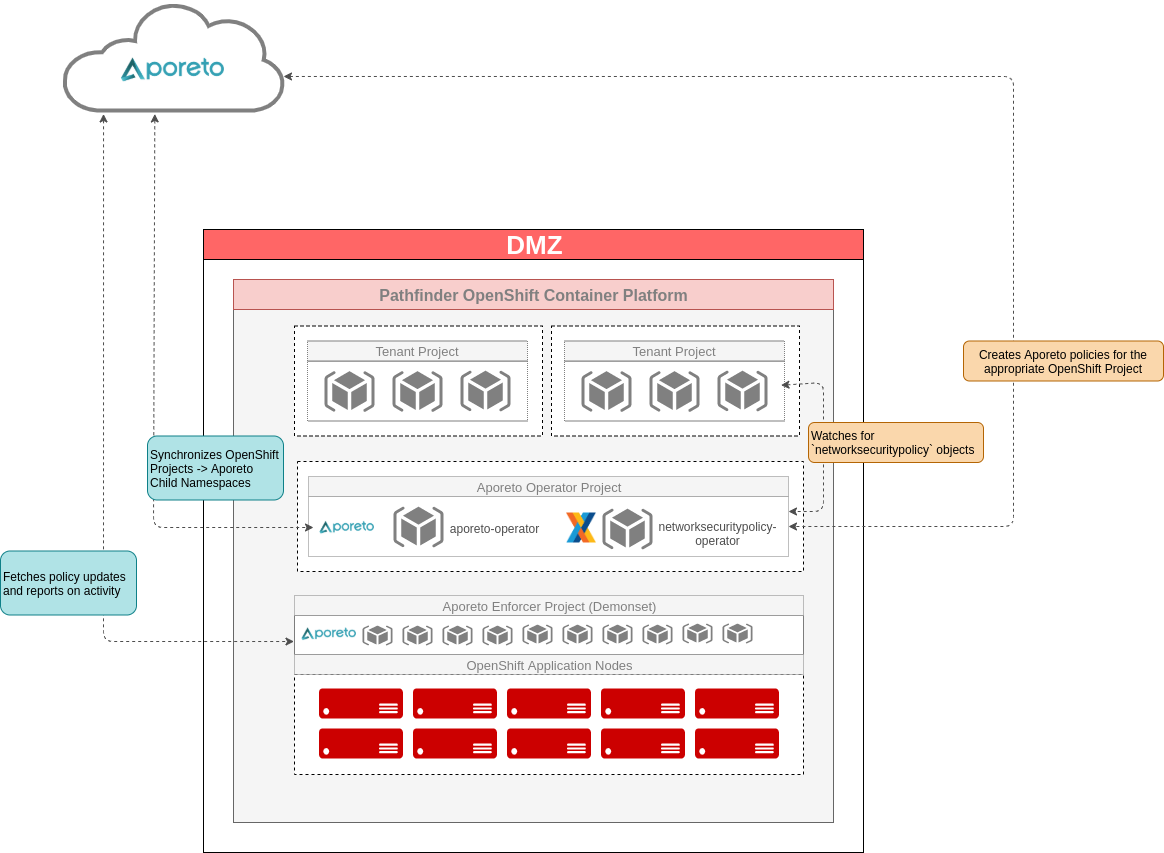 Aporeto
DMZ
Pathfinder OpenShift Container Platform
Tenant Project
Tenant Project
Creates Aporeto policies for the
appropriate OpenShift Project
Watches for
`networksecuritypolicy` objects
Synchronizes OpenShift
Projects -> Aporeto
Child Namespaces
Aporeto Operator Project
Aporeto
aporeto-operator
networksecuritypolicy-
operator
Fetches policy updates
and reports on activity
Aporeto Enforcer Project (Demonset)
Aporeto
OpenShift Application Nodes